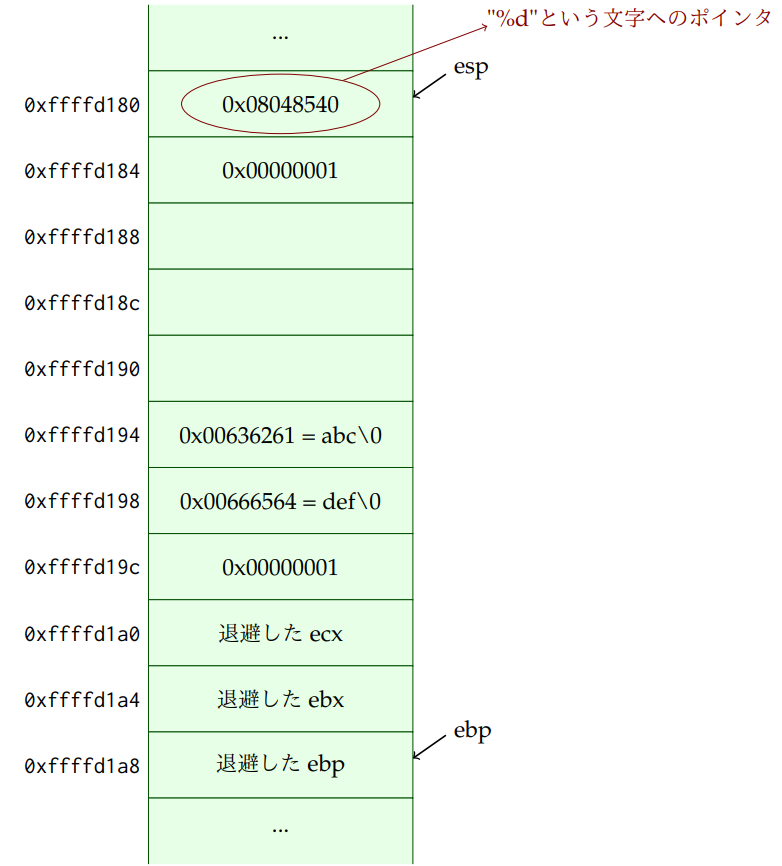 "%d"という文字へのポインタ
...
esp
0xffffd180 0x08048540
0xffffd184 0x00000001
0xffffd188
0xffffd18c
0xffffd190
0xffffd194 0x00636261 = abc\0
0xffffd198 0x00666564 = def\0
0xffffd19c 0x00000001
0xffffd1a0 退避した ecx
0xffffd1a4 退避した ebx
ebp
0xffffd1a8 退避した ebp
...